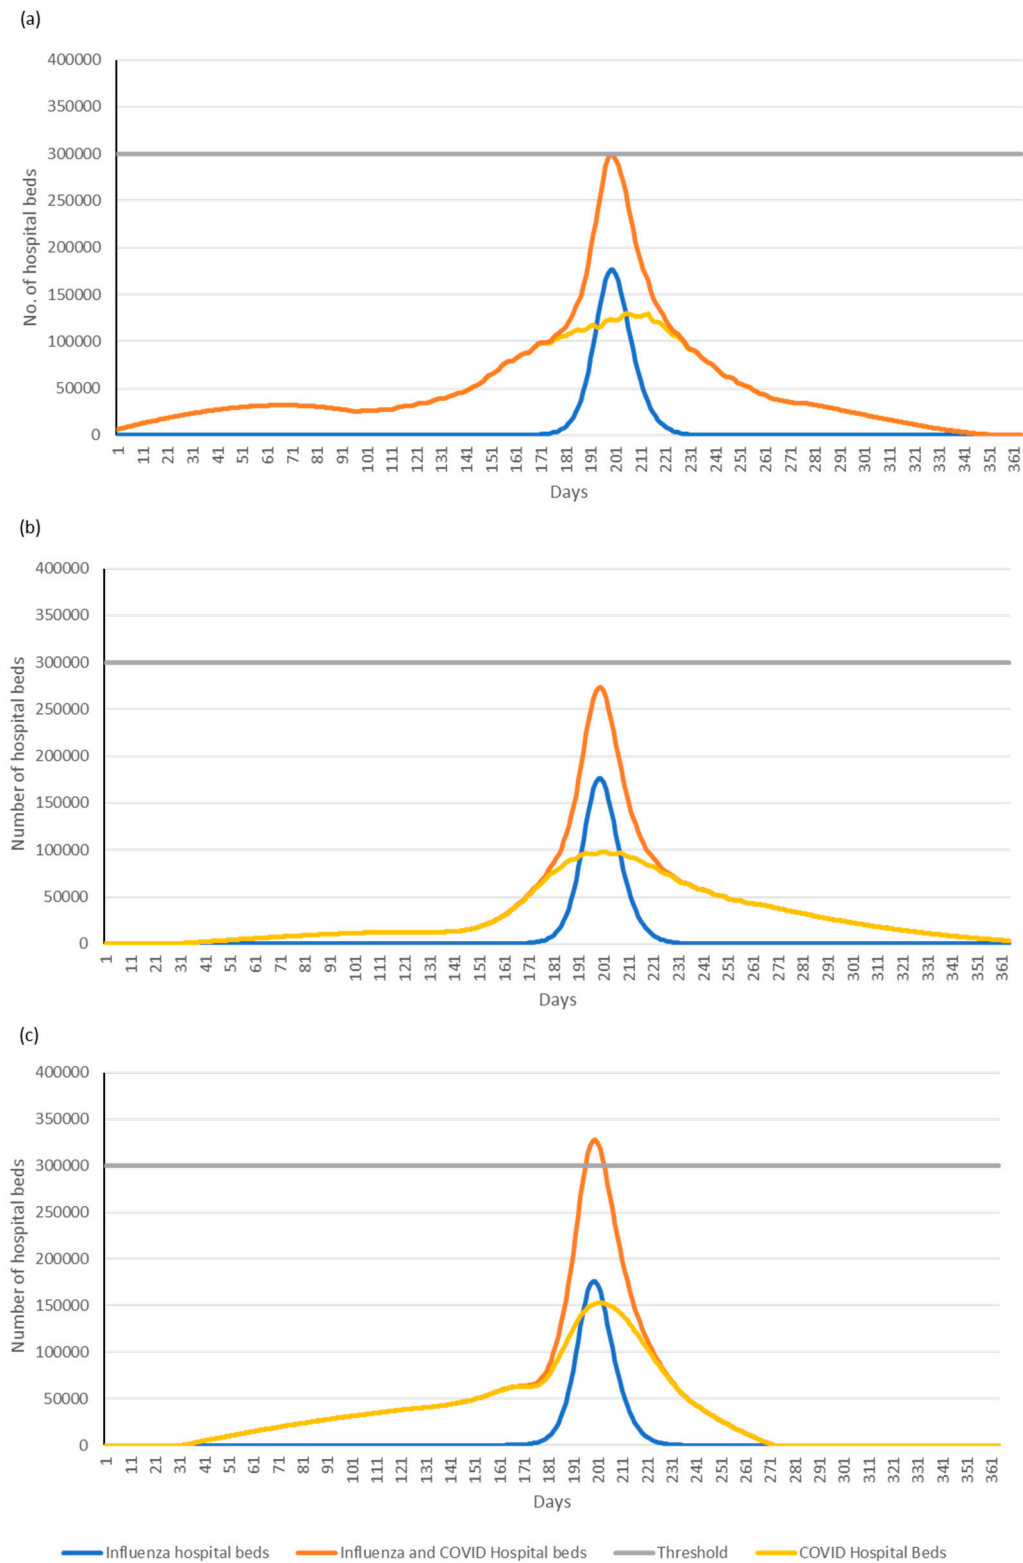 (a)
400000
350000
300000
250000
200000
150000
100000
50000
0
No. of hospital beds
1 11 21 31 41 51 61 71 81 91 101 111 121 131 141 151 161 171 181 191 201 211 221 231 241 251 261 271 281 291 301 311 321 331 341 351 361
Days
(b)
400000
350000
300000
250000
200000
150000
100000
50000
0
Number of hospital beds
1 11 21 31 41 51 61 71 81 91 101 111 121 131 141 151 161 171 181 191 201 211 221 231 241 251 261 271 281 291 301 311 321 331 341 351 361
Days
(c)
400000
350000
300000
250000
200000
150000
100000
50000
0
Number of hospital beds
1 11 21 31 41 51 61 71 81 91 101 111 121 131 141 151 161 171 181 191 201 211 221 231 241 251 261 271 281 291 301 311 321 331 341 351 361
Days
Influenza hospital beds Influenza and COVID Hospital beds Threshold COVID Hospital Beds